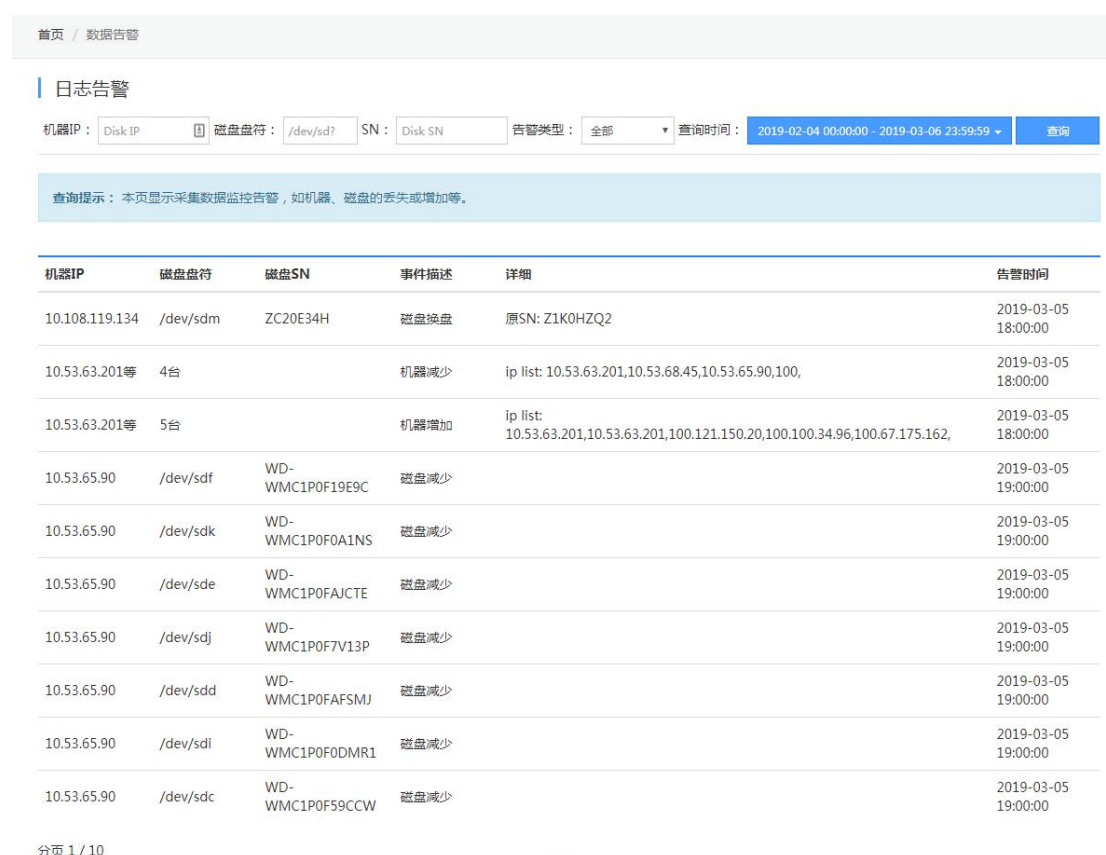 首页 / 数据告警
日志告警
机器IP： Disk IP 磁盘盘符： /dev/sd? SN： Disk SN 告警类型： 全部 查询时间： 2019-02-04 00:00:00 - 2019-03-06 23:59:59 查询
查询提示： 本页显示采集数据监控告警，如机器、磁盘的丢失或增加等。
机器IP 磁盘盘符 磁盘SN 事件描述 详细 告警时间
10.108.119.134 /dev/sdm ZC20E34H 磁盘换盘 原SN: Z1K0HZQ2 2019-03-05
18:00:00
10.53.63.201等 4台 机器减少 ip list: 10.53.63.201,10.53.68.45,10.53.65.90,100, 2019-03-05
18:00:00
10.53.63.201等 5台 机器增加 ip list:
10.53.63.201,10.53.63.201,100.121.150.20,100.100.34.96,100.67.175.162, 2019-03-05
18:00:00
10.53.65.90 /dev/sdf WD-
WMC1P0F19E9C 磁盘减少 2019-03-05
19:00:00
10.53.65.90 /dev/sdk WD-
WMC1P0F0A1NS 磁盘减少 2019-03-05
19:00:00
10.53.65.90 /dev/sde WD-
WMC1P0FAJCTE 磁盘减少 2019-03-05
19:00:00
10.53.65.90 /dev/sdj WD-
WMC1P0F7V13P 磁盘减少 2019-03-05
19:00:00
10.53.65.90 /dev/sdd WD-
WMC1P0FAFSMJ 磁盘减少 2019-03-05
19:00:00
10.53.65.90 /dev/sdi WD-
WMC1P0F0DMR1 磁盘减少 2019-03-05
19:00:00
10.53.65.90 /dev/sdc WD-
WMC1P0F59CCW 磁盘减少 2019-03-05
19:00:00
分页 1 / 10